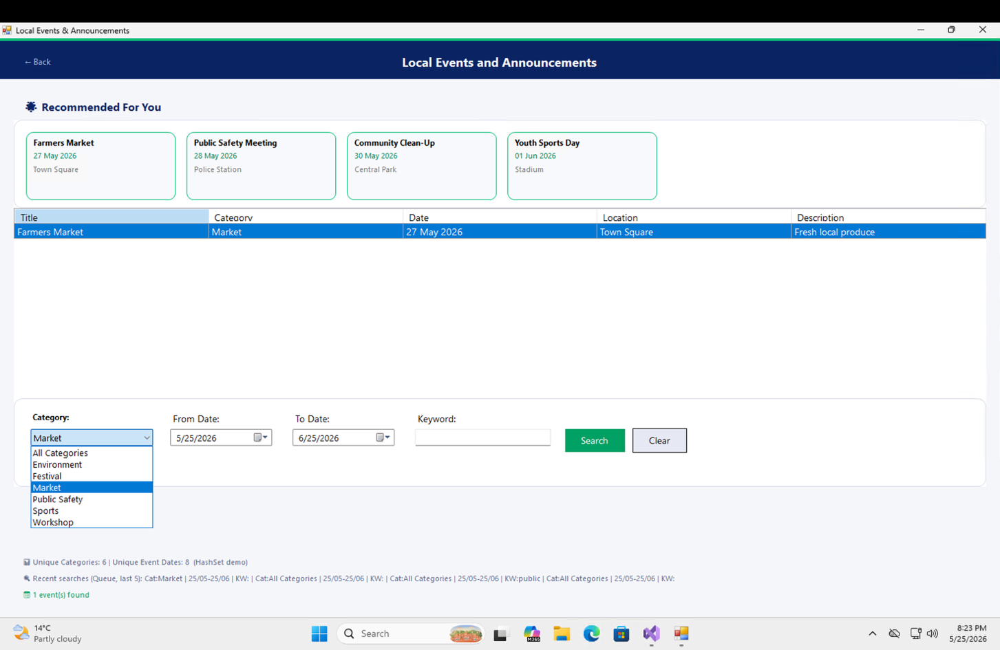 Local Events & Announcements
← Back
Local Events and Announcements
Recommended For You
Farmers Market
27 May 2026
Town Square
Public Safety Meeting
28 May 2026
Police Station
Community Clean-Up
30 May 2026
Central Park
Youth Sports Day
01 Jun 2026
Stadium
Title Category Date Location Description
Farmers Market Market 27 May 2026 Town Square Fresh local produce
Category: From Date: To Date: Keyword:
Market 5/25/2026 6/25/2026 Search Clear
All Categories
Environment
Festival
Market
Public Safety
Sports
Workshop
Unique Categories: 6 | Unique Event Dates: 8 (HashSet demo)
Recent searches (Queue, last 5): Cat:Market | 25/05-25/06 | KW: | Cat:All Categories | 25/05-25/06 | KW: | Cat:All Categories | 25/05-25/06 | KW:public | Cat:All Categories | 25/05-25/06 | KW:
1 event(s) found
14°C
Partly cloudy
Search
M365
8:23 PM
5/25/2026